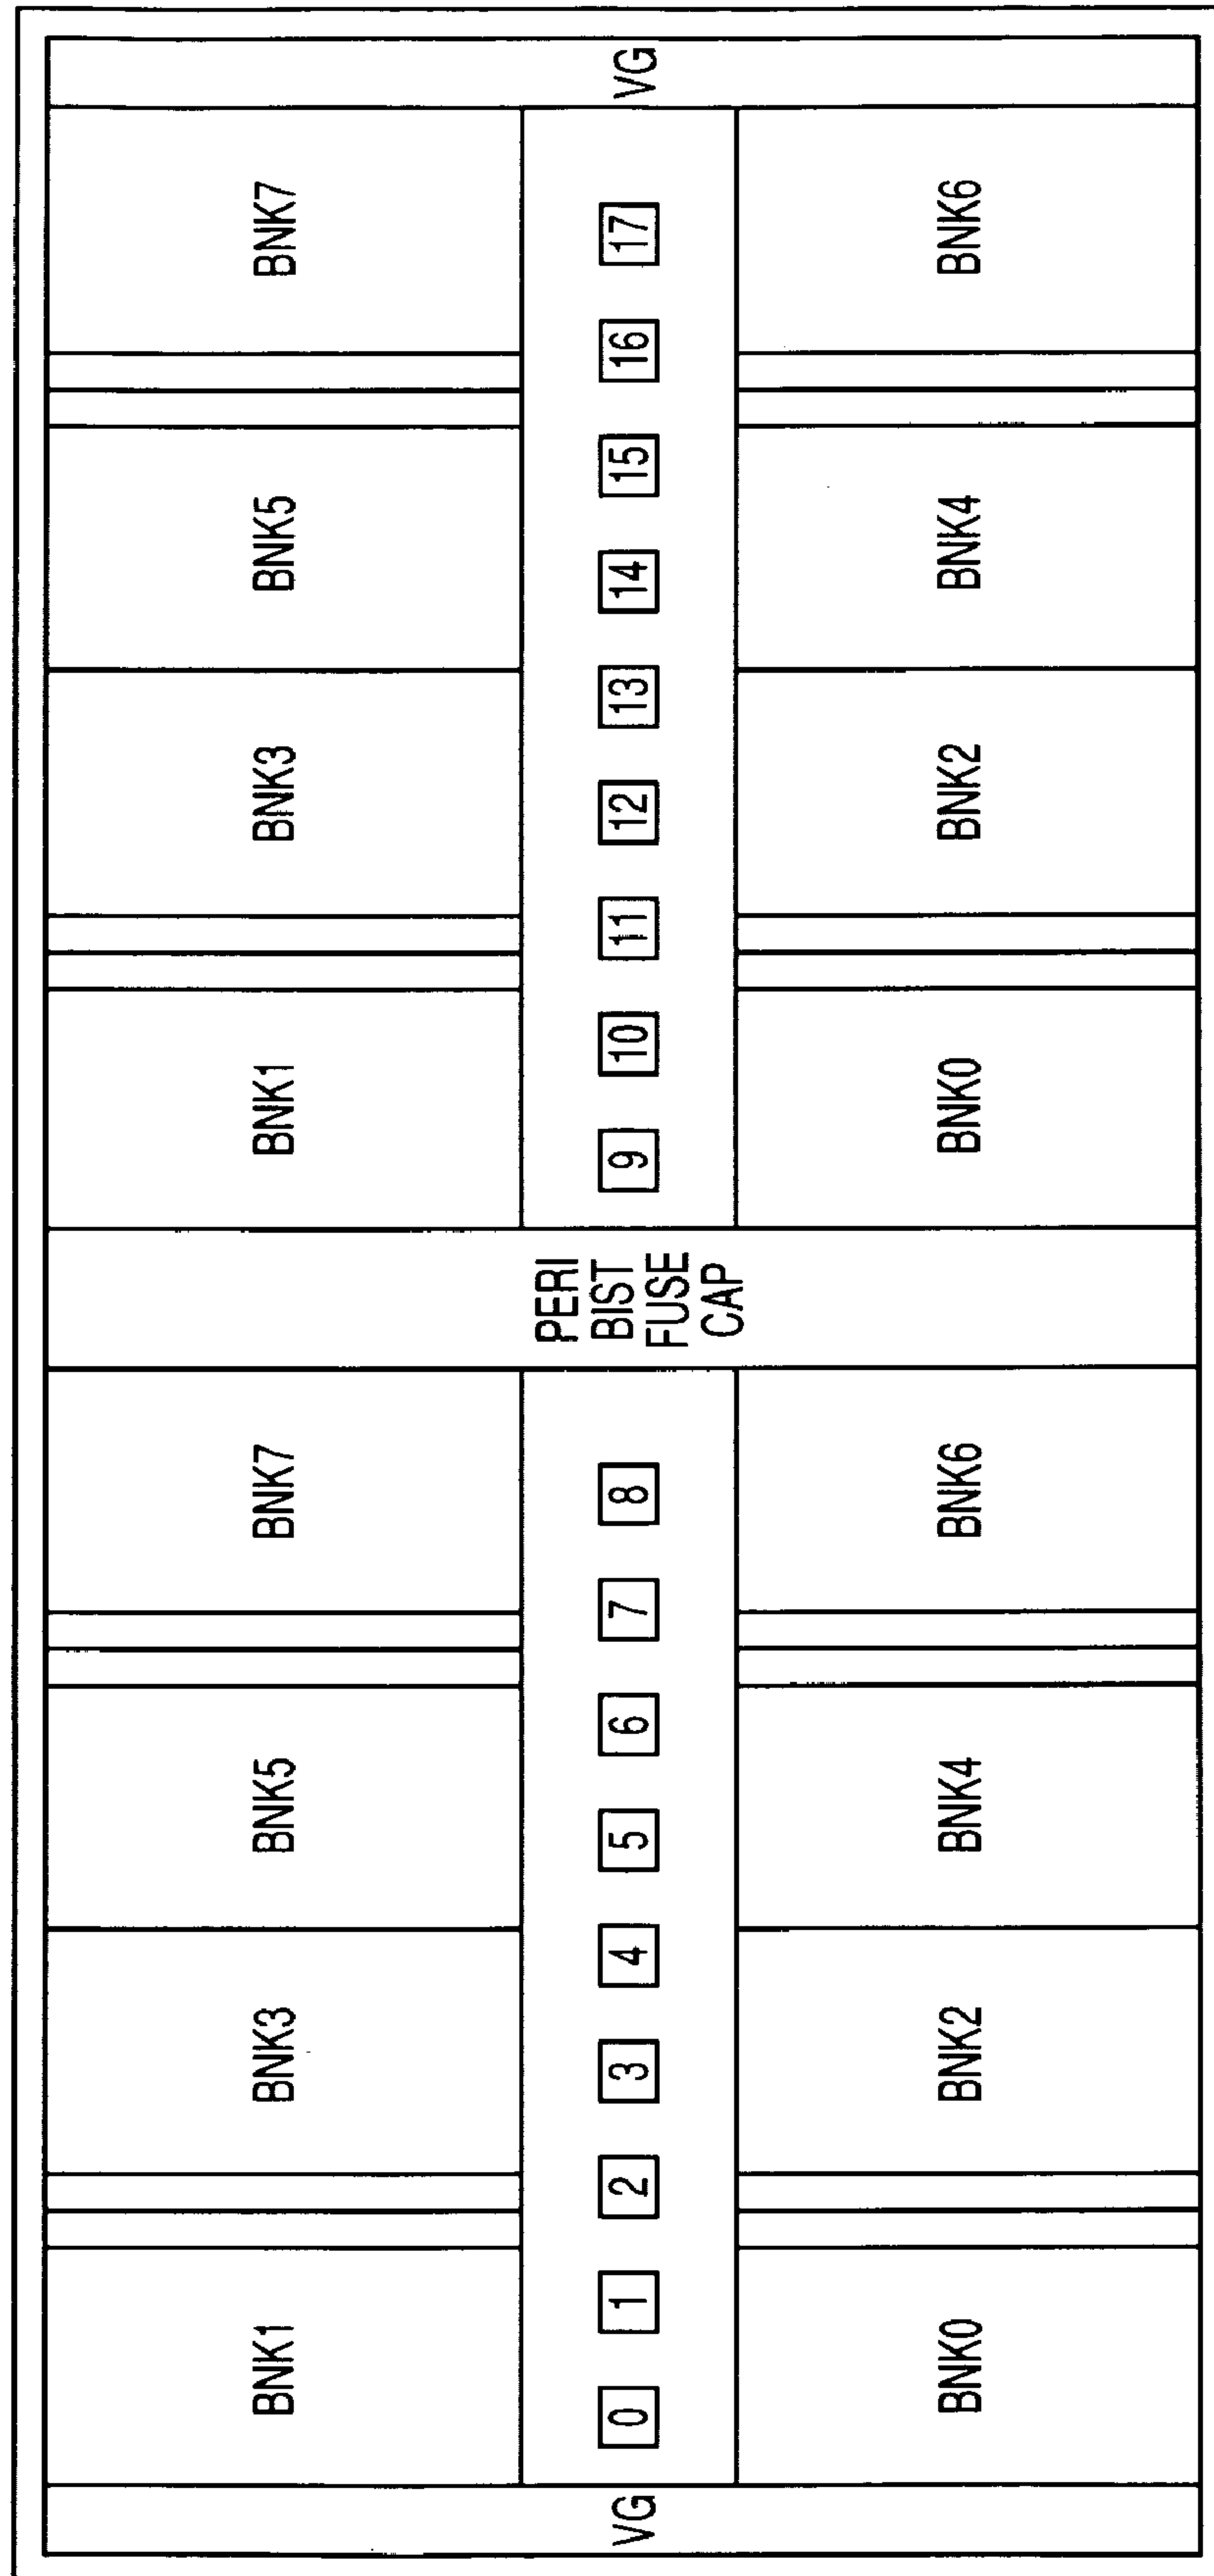 VG
BNK1
BNK3
BNK5
BNK7
PERI
BIST
FUSE
CAP
BNK1
BNK3
BNK5
BNK7
VG
0
1
2
3
4
5
6
7
8
9
10
11
12
13
14
15
16
17
BNK0
BNK2
BNK4
BNK6
BNK0
BNK2
BNK4
BNK6